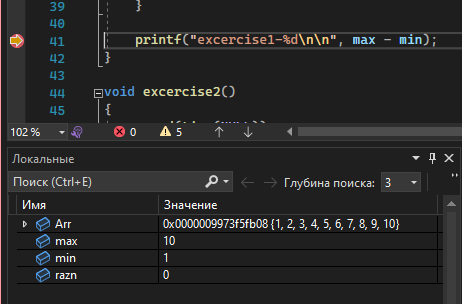 39 }
40
41 printf("excercise1-%d\n\n", max - min);
42 }
43
44 void excercise2()
45 {
102 % 0 5
Локальные
Поиск (Ctrl+E) Глубина поиска: 3
Имя Значение
Arr 0x0000009973f5fb08 {1, 2, 3, 4, 5, 6, 7, 8, 9, 10}
max 10
min 1
razn 0